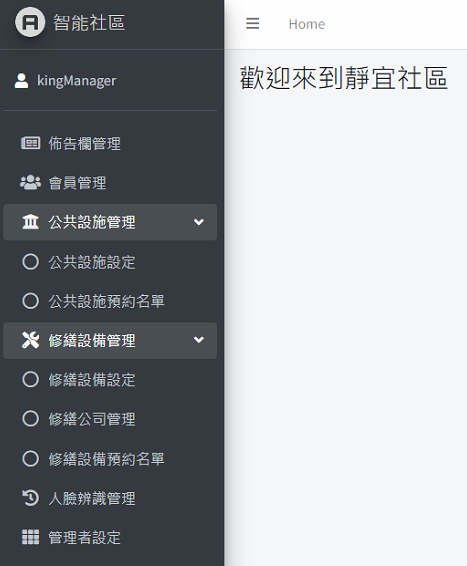 智能社區
Home
歡迎來到靜宜社區
kingManager
佈告欄管理
會員管理
公共設施管理
公共設施設定
公共設施預約名單
修繕設備管理
修繕設備設定
修繕公司管理
修繕設備預約名單
人臉辨識管理
管理者設定